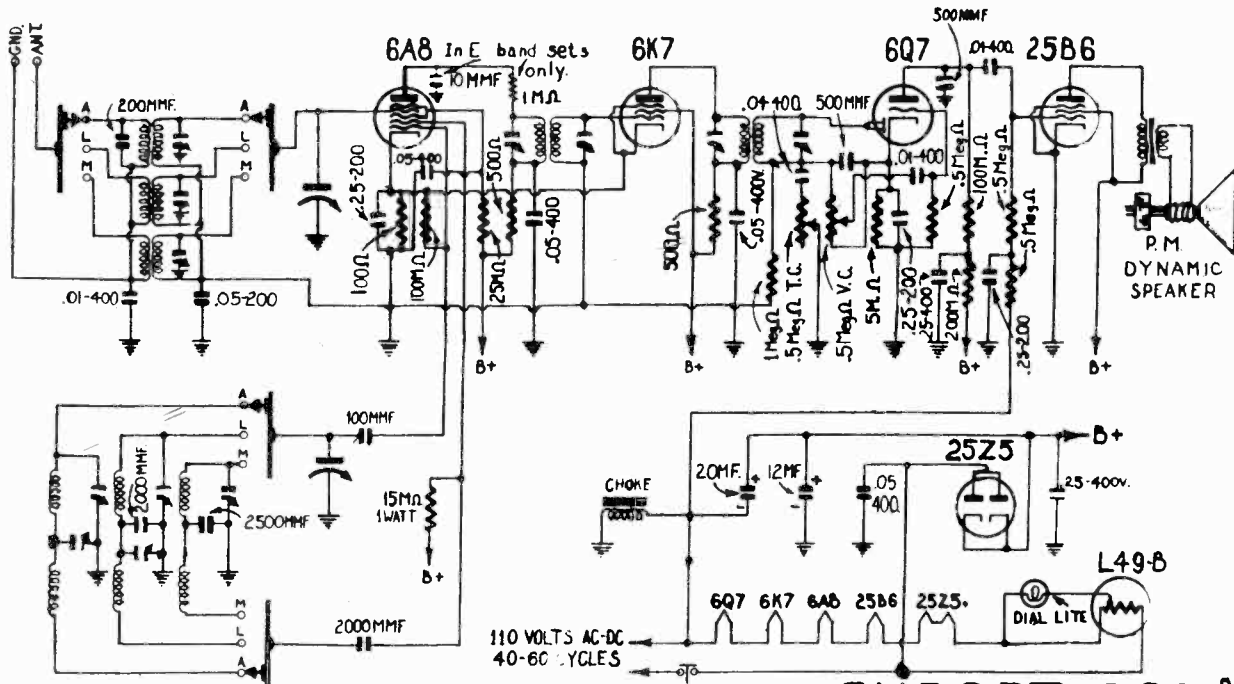 GND.
ANT
6A8
In E band sets
only.
10MMF
1MΩ
6K7
6Q7
500MMF
.01-400
25B6
200MMF.
A
L
M
A
L
M
.25-200
.05-400
500Ω
.04-400
500MMF
.01-400
.5MegΩ
100M.Ω
.5MegΩ
.5MegΩ
P.M.
DYNAMIC
SPEAKER
.01-400
.05-200
100Ω
100MΩ
25MΩ
.05-400
500Ω
.05-400V.
1MegΩ
.5MegΩ T.C.
.5MegΩ V.C.
5M.Ω
.25-200
.25-400
200MΩ
.25-200
B+
B+
B+
B+
A
L
M
100MMF
2000MMF
2500MMF
15MΩ
1WATT
B+
CHOKE
20MF.
+
-
12MF
+
-
.05
400
25Z5
B+
.25-400V.
L49-B
DIAL LITE
6Q7
6K7
6A8
25B6
25Z5.
M
L
A
2000MMF
110 VOLTS AC-DC
40-60 CYCLES